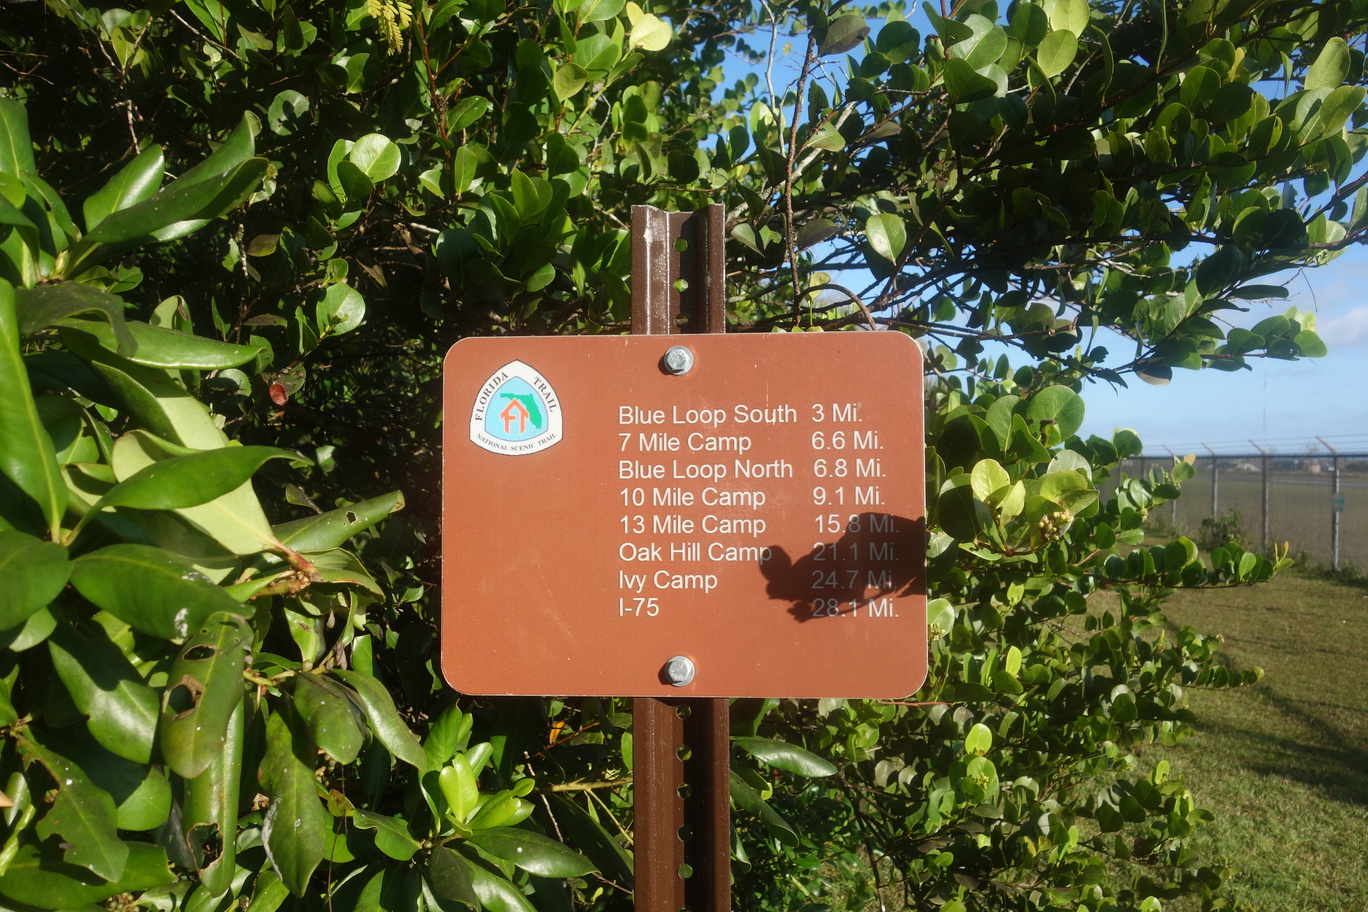 FLORIDA TRAIL
NATIONAL SCENIC TRAIL
Blue Loop South 3 Mi.
7 Mile Camp 6.6 Mi.
Blue Loop North 6.8 Mi.
10 Mile Camp 9.1 Mi.
13 Mile Camp 15.8 Mi.
Oak Hill Camp 21.1 Mi.
Ivy Camp 24.7 Mi.
I-75 28.1 Mi.